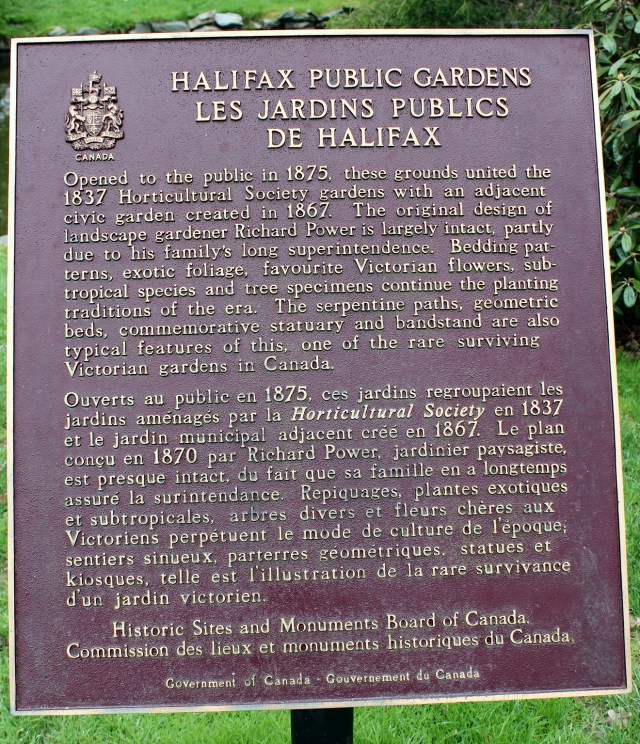 HALIFAX PUBLIC GARDENS
LES JARDINS PUBLICS
DE HALIFAX
CANADA
Opened to the public in 1875, these grounds united the
1837 Horticultural Society gardens with an adjacent
civic garden created in 1867. The original design of
landscape gardener Richard Power is largely intact, partly
due to his family's long superintendence. Bedding pat-
terns, exotic foliage, favourite Victorian flowers, sub-
tropical species and tree specimens continue the planting
traditions of the era. The serpentine paths, geometric
beds, commemorative statuary and bandstand are also
typical features of this, one of the rare surviving
Victorian gardens in Canada.
Ouverts au public en 1875, ces jardins regroupaient les
jardins aménagés par la Horticultural Society en 1837
et le jardin municipal adjacent créé en 1867. Le plan
conçu en 1870 par Richard Power, jardinier paysagiste,
est presque intact, du fait que sa famille en a longtemps
assuré la surintendance. Repiquages, plantes exotiques
et subtropicales, arbres divers et fleurs chères aux
Victoriens perpétuent le mode de culture de l'époque;
sentiers sinueux, parterres géometriques, statues et
kiosques, telle est l'illustration de la rare survivance
d'un jardin victorien.
Historic Sites and Monuments Board of Canada.
Commission des lieux et monuments historiques du Canada.
Government of Canada - Gouvernement du Canada